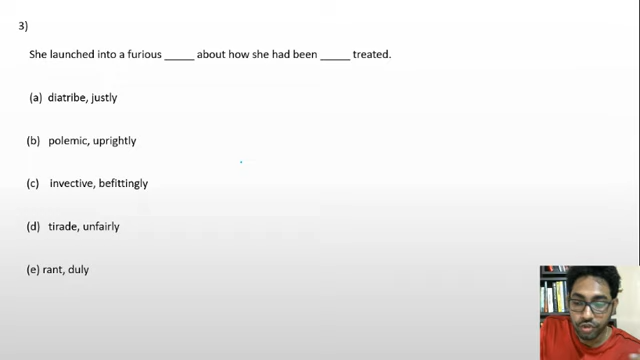 3)
She launched into a furious _____ about how she had been _____ treated.
(a) diatribe, justly
(b) polemic, uprightly
(c) invective, befittingly
(d) tirade, unfairly
(e) rant, duly